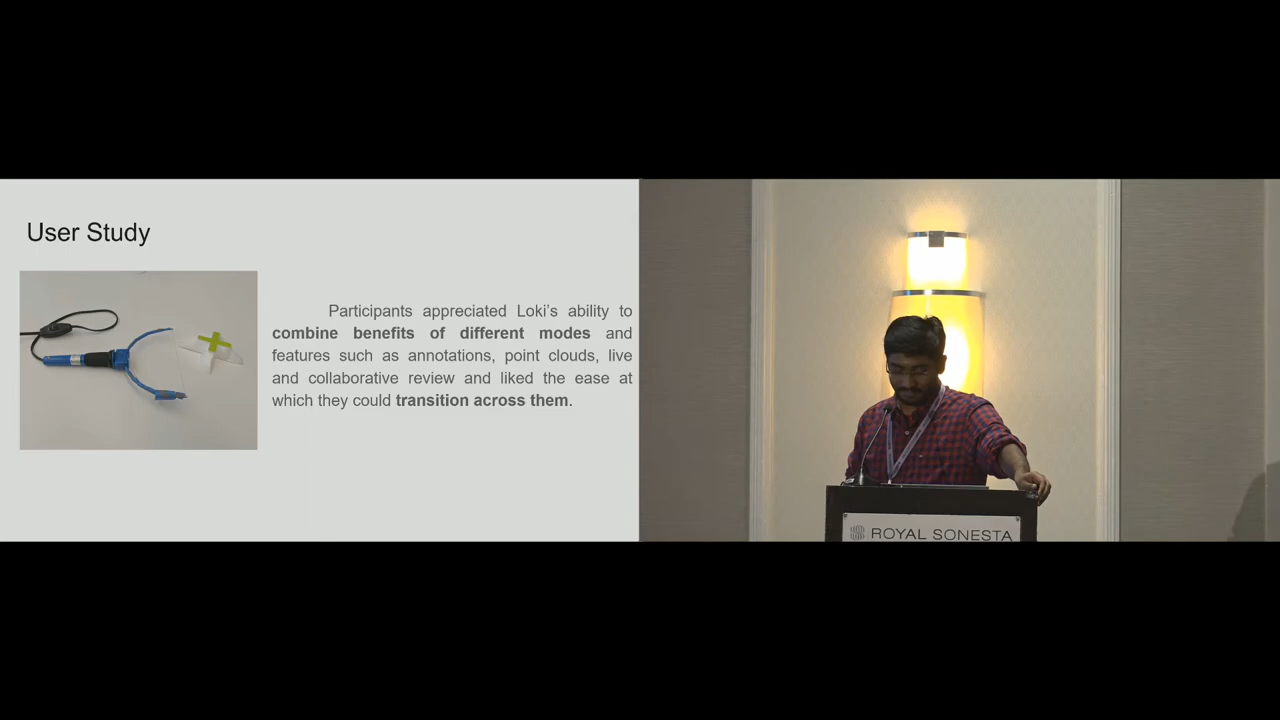 User Study
Participants appreciated Loki's ability to
combine benefits of different modes and
features such as annotations, point clouds, live
and collaborative review and liked the ease at
which they could transition across them.
ROYAL SONESTA